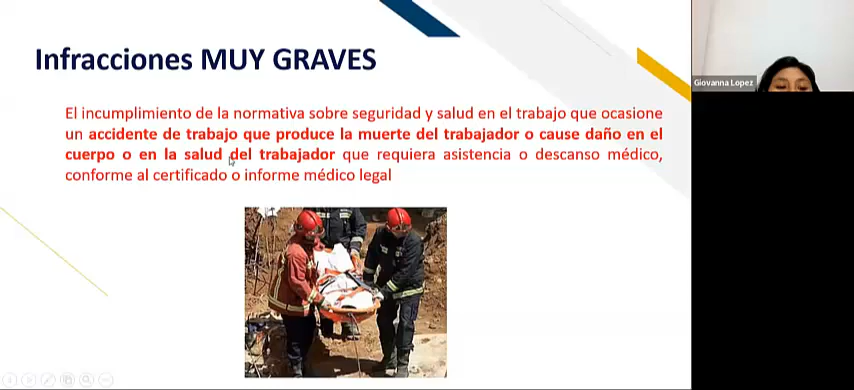 Infracciones MUY GRAVES
Giovanna Lopez
El incumplimiento de la normativa sobre seguridad y salud en el trabajo que ocasione
un accidente de trabajo que produce la muerte del trabajador o cause daño en el
cuerpo o en la salud del trabajador que requiera asistencia o descanso médico,
conforme al certificado o informe médico legal